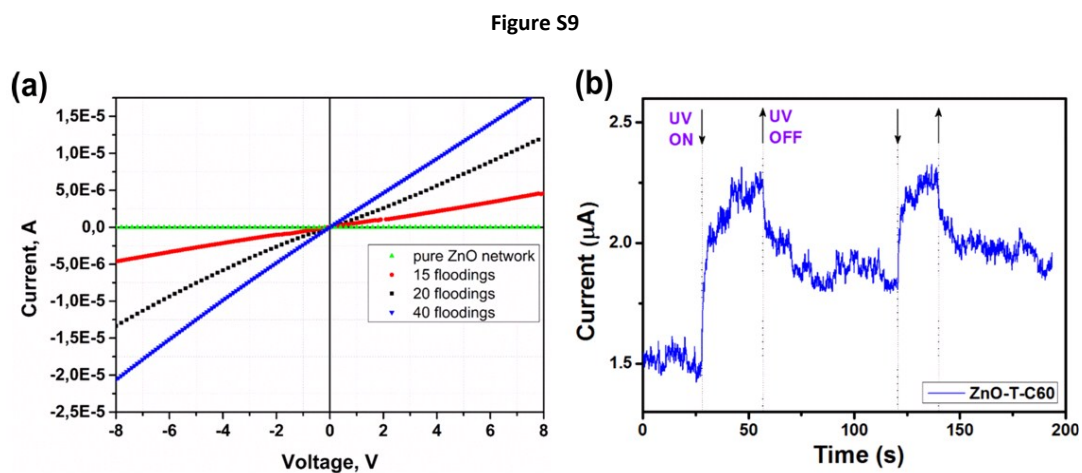 Figure S9
(a)
1,5E-5
1,0E-5
5,0E-6
0,0
-5,0E-6
-1,0E-5
-1,5E-5
-2,0E-5
-2,5E-5
Current, A
-8 -6 -4 -2 0 2 4 6 8
Voltage, V
pure ZnO network
15 floodings
20 floodings
40 floodings
(b)
2.5
2.0
1.5
Current (µA)
UV
ON
UV
OFF
ZnO-T-C60
0 50 100 150 200
Time (s)